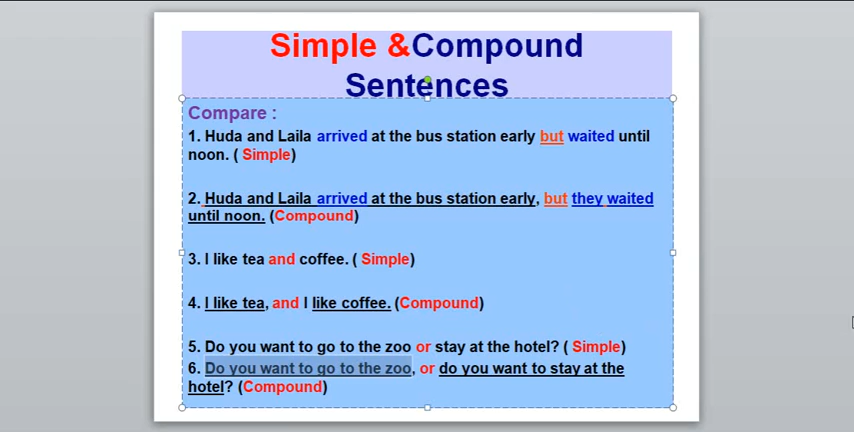 Simple &Compound
Sentences
Compare :
1. Huda and Laila arrived at the bus station early but waited until
noon. ( Simple)
2. Huda and Laila arrived at the bus station early, but they waited
until noon. (Compound)
3. I like tea and coffee. ( Simple)
4. I like tea, and I like coffee. (Compound)
5. Do you want to go to the zoo or stay at the hotel? ( Simple)
6. Do you want to go to the zoo, or do you want to stay at the
hotel? (Compound)